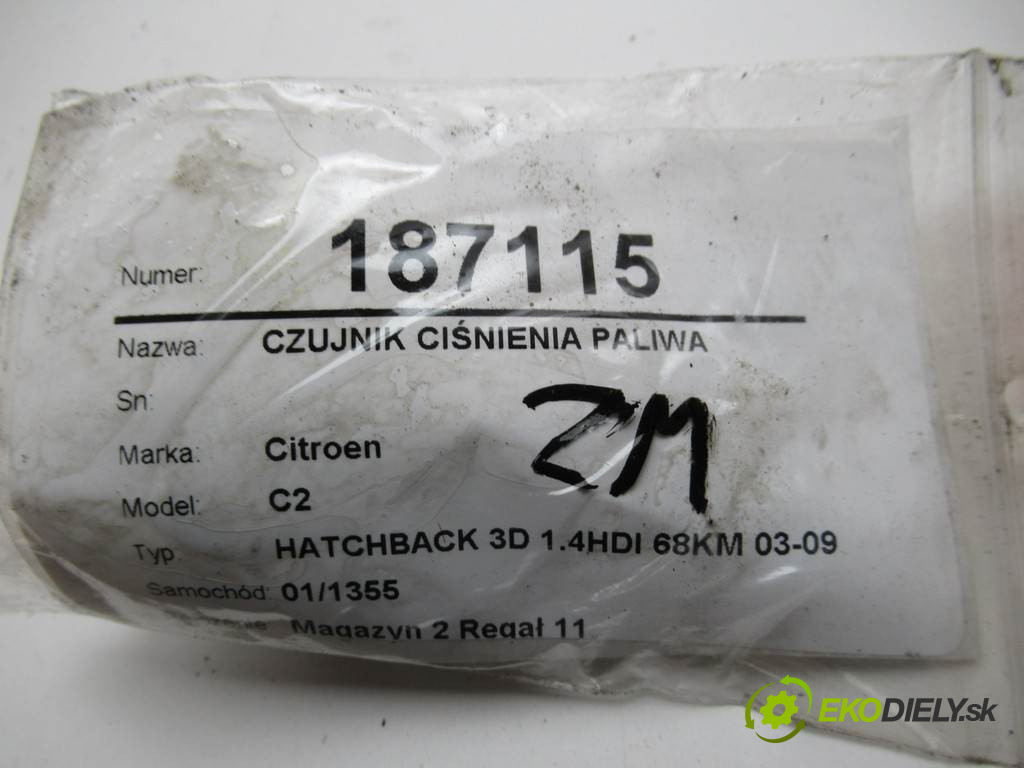 Numer: 187115
Nazwa: CZUJNIK CIŚNIENIA PALIWA
Sn:
ZM
Marka: Citroen
Model: C2
Typ: HATCHBACK 3D 1.4HDI 68KM 03-09
Samochód: 01/1355
Magazyn 2 Regał 11
EKODIELY.sk